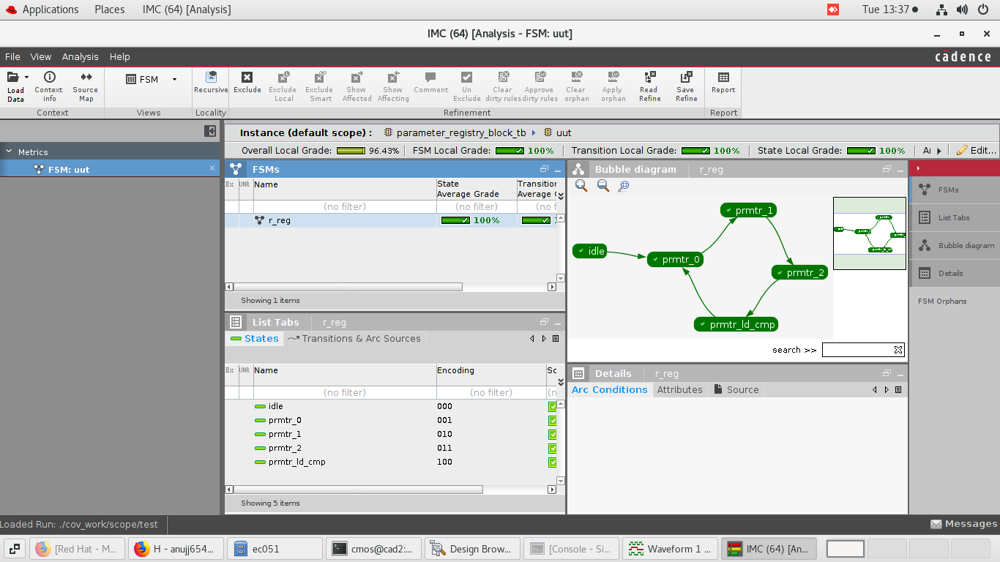 Applications Places IMC (64) [Analysis] Tue 13:37
IMC (64) [Analysis - FSM: uut]
File View Analysis Help cādence
Load Data Context info Source Map FSM Recursive Exclude Exclude Local Exclude Smart Show Affected Show Affecting Comment Un Exclude Clear dirty rules Approve dirty rules Clear orphan Apply orphan Read Refine Save Refine Report
Context Views Locality Refinement Report
Instance (default scope) : parameter_registry_block_tb uut
Metrics
Overall Local Grade: 96.43% FSM Local Grade: 100% Transition Local Grade: 100% State Local Grade: 100% Edit...
FSM: uut
FSMs
Ex UNR Name State Average Grade Transition Average
(no filter) (no filter) (no f
r_reg 100%
Showing 1 items
List Tabs r_reg
States Transitions & Arc Sources
Ex UNR Name Encoding Sc
(no filter) (no filter) (n
idle 000
prmtr_0 001
prmtr_1 010
prmtr_2 011
prmtr_ld_cmp 100
Showing 5 items
Bubble diagram r_reg
prmtr_1
idle
prmtr_0
prmtr_2
prmtr_ld_cmp
search >>
Details r_reg
Arc Conditions Attributes Source
FSMs
List Tabs
Bubble diagram
Details
FSM Orphans
Loaded Run: ./cov_work/scope/test Messages
[Red Hat - M... H - anujj654... ec051 cmos@cad2:... Design Brow... [Console - Si... Waveform 1 ... IMC (64) [An...